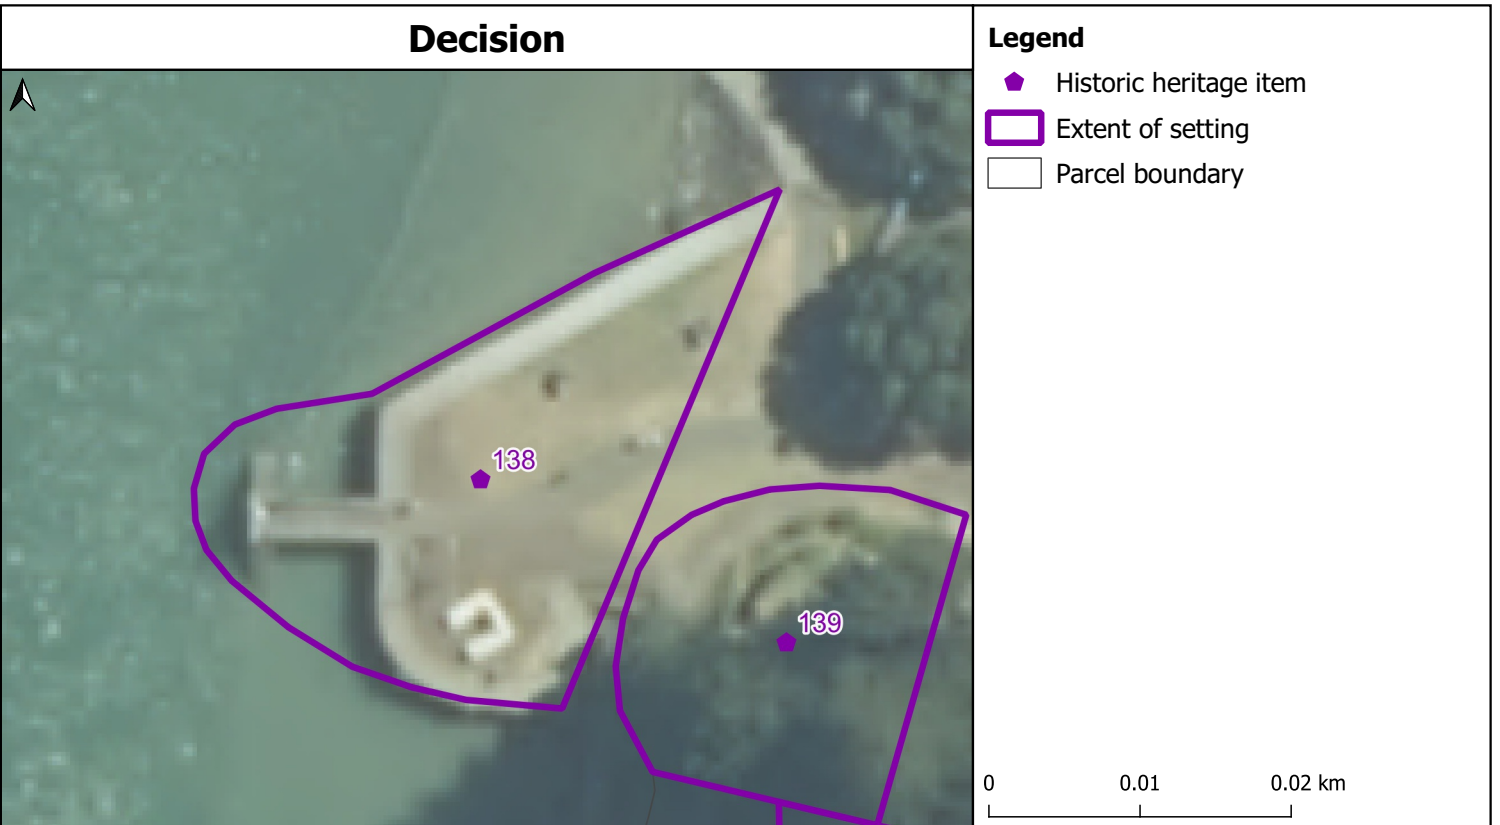 Decision
138
139
Legend
Historic heritage item
Extent of setting
Parcel boundary
0 0.01 0.02 km